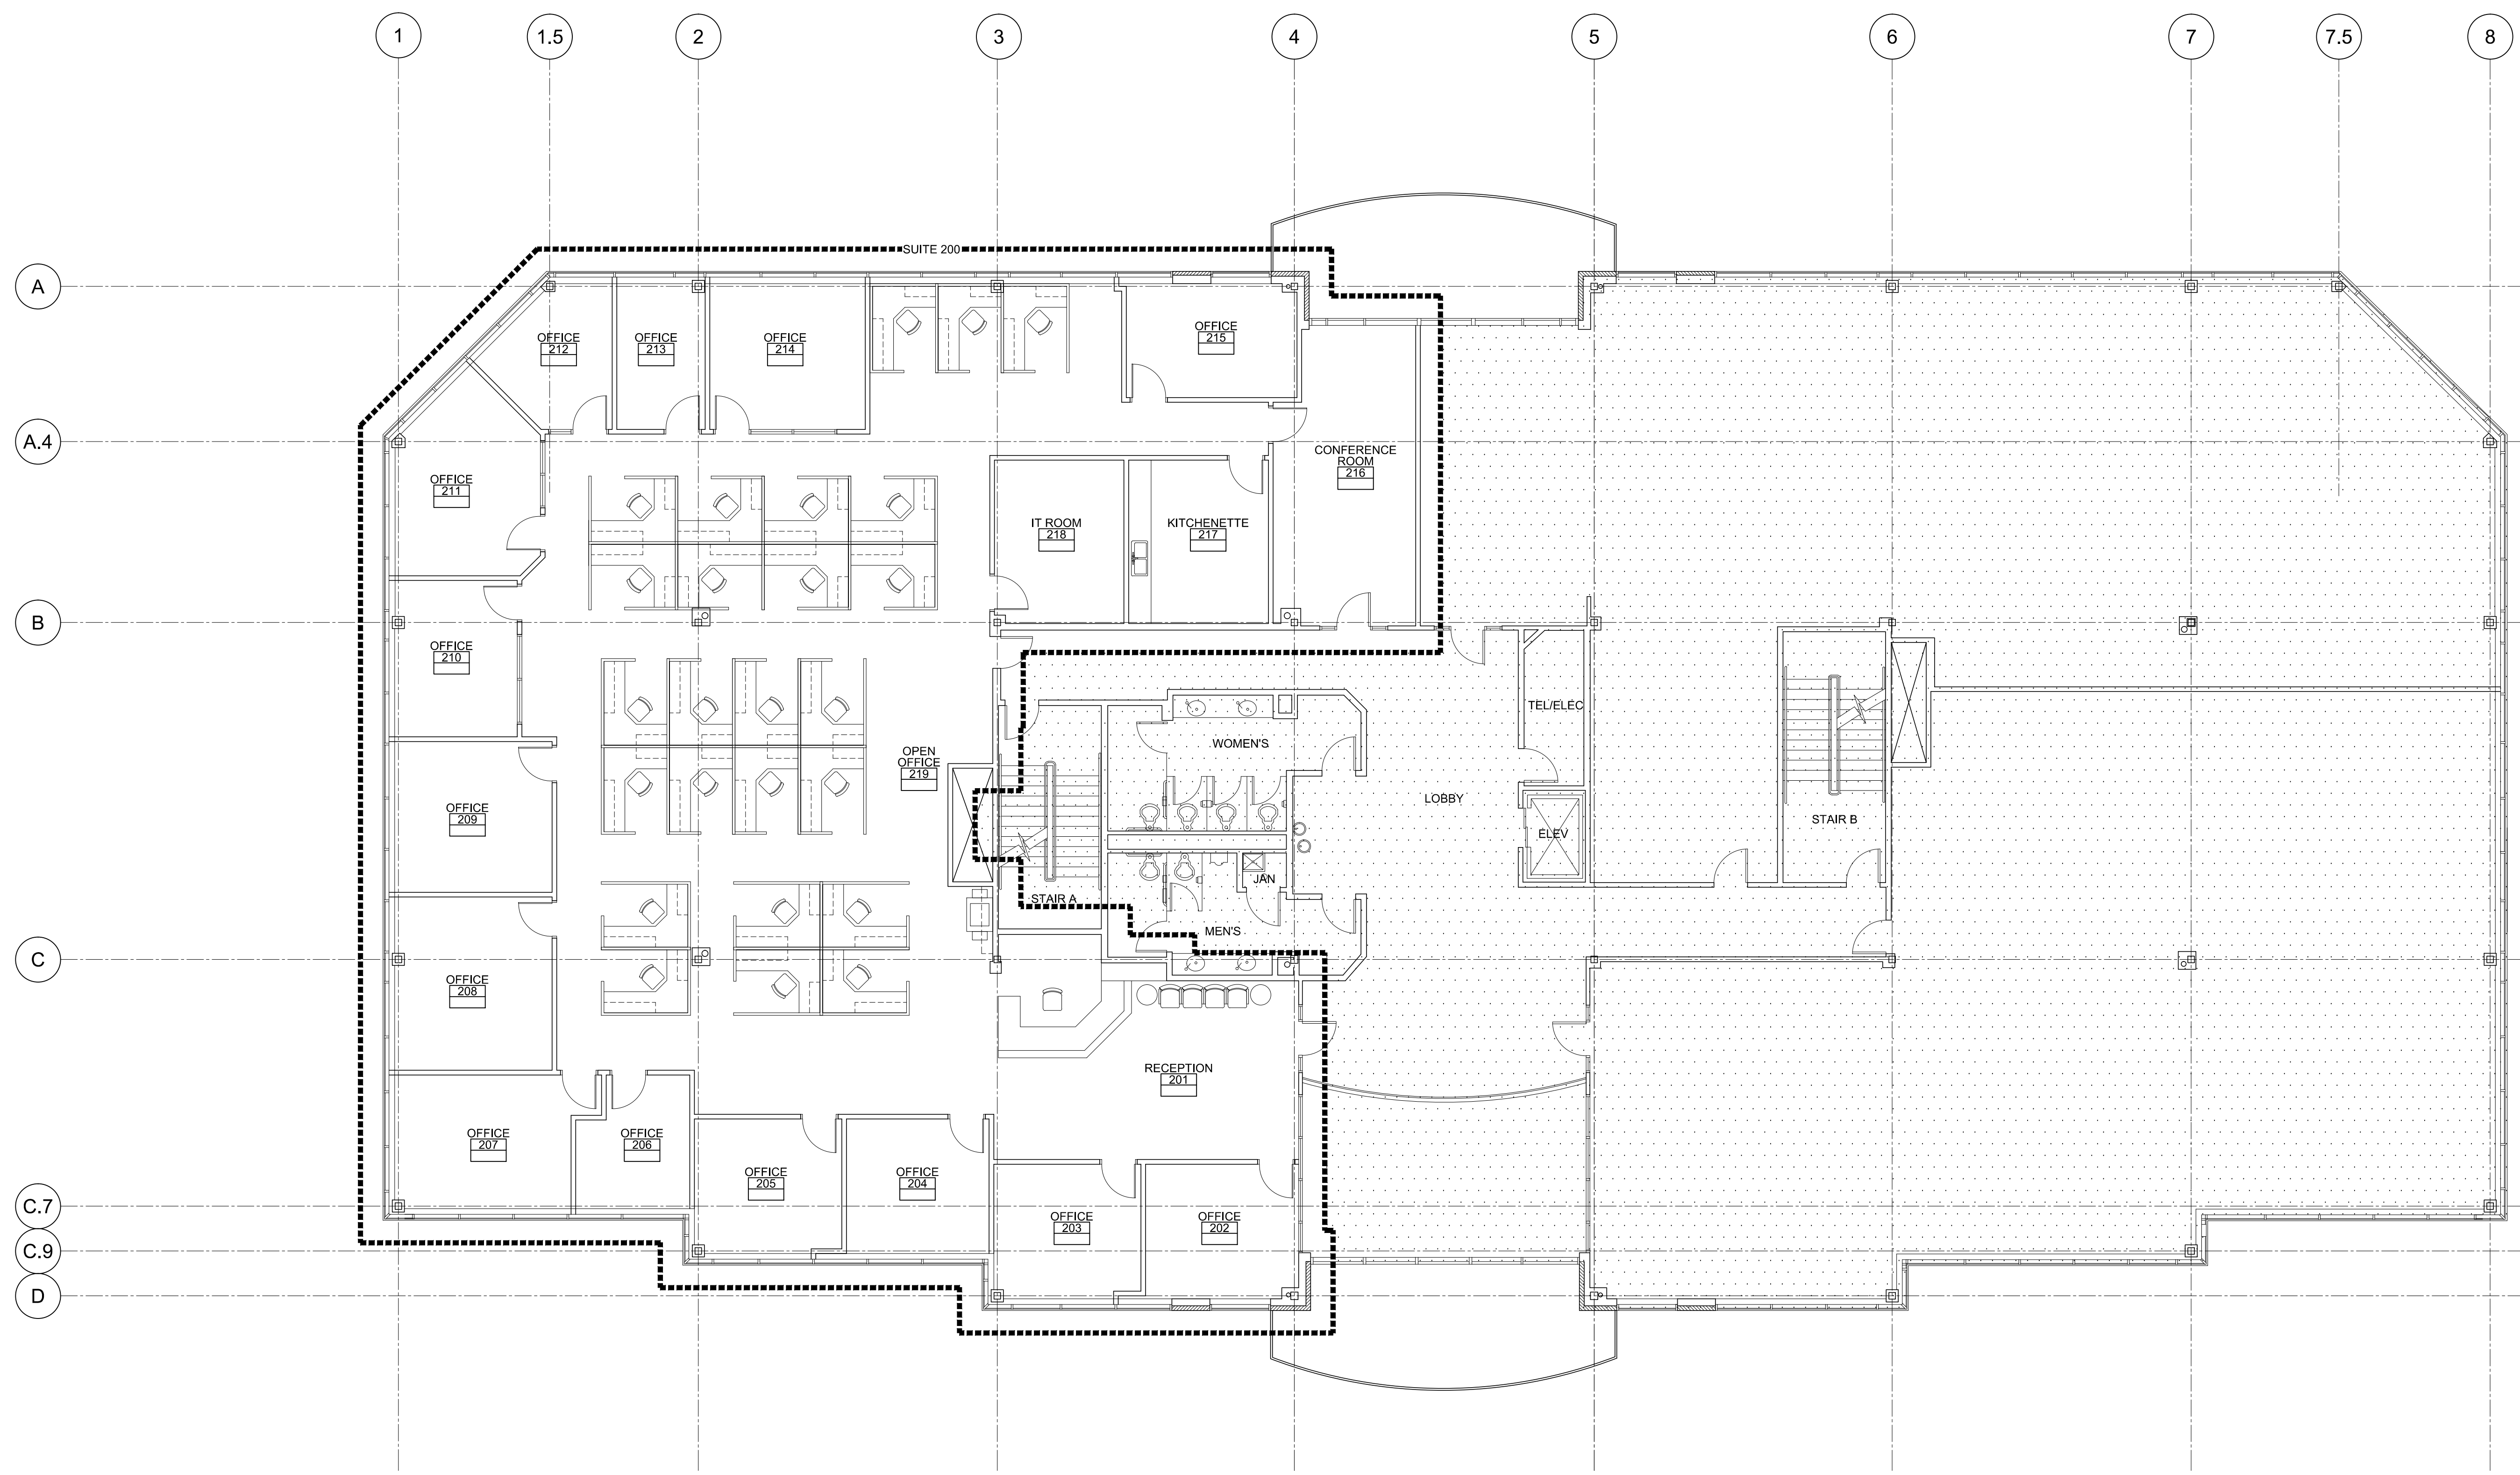 1
1.5
2
3
4
5
6
7
7.5
8
SUITE 200
A
OFFICE
212
OFFICE
213
OFFICE
214
OFFICE
215
A.4
CONFERENCE
ROOM
216
OFFICE
211
IT ROOM
218
KITCHENETTE
217
B
OFFICE
210
TEL/ELEC
WOMEN'S
OPEN
OFFICE
219
LOBBY
OFFICE
209
STAIR B
ELEV
JAN
STAIR A
MEN'S
C
OFFICE
208
RECEPTION
201
OFFICE
207
OFFICE
206
OFFICE
205
OFFICE
204
C.7
OFFICE
203
OFFICE
202
C.9
D